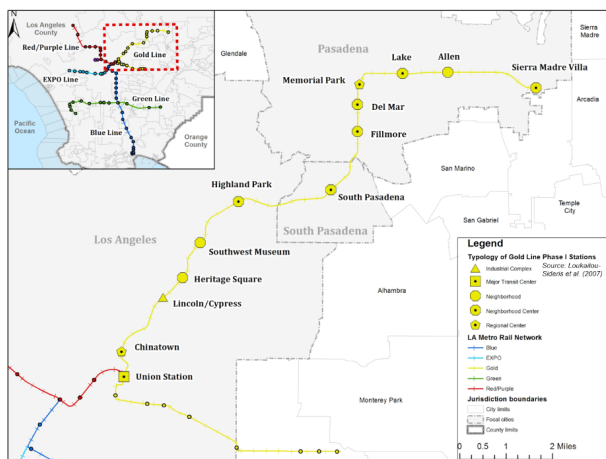 N
Los Angeles
County
Red/Purple Line
Gold Line
EXPO Line
Green Line
Blue Line
Pacific
Ocean
Orange
County
Glendale
Pasadena
Sierra
Madre
Lake
Allen
Sierra Madre Villa
Memorial Park
Del Mar
Fillmore
Arcadia
San Marino
Highland Park
South Pasadena
Temple
City
San Gabriel
Los Angeles
South Pasadena
Southwest Museum
Heritage Square
Lincoln/Cypress
Alhambra
Chinatown
Union Station
Monterey Park
Legend
Typology of Gold Line Phase I Stations
Source: Loukaitou-
Sideris et al. (2007)
Industrial Complex
Major Transit Center
Neighborhood
Neighborhood Center
Regional Center
LA Metro Rail Network
Blue
EXPO
Gold
Green
Red/Purple
Jurisdiction boundaries
City limits
Focal cities
County limits
0 0.5 1 2 Miles